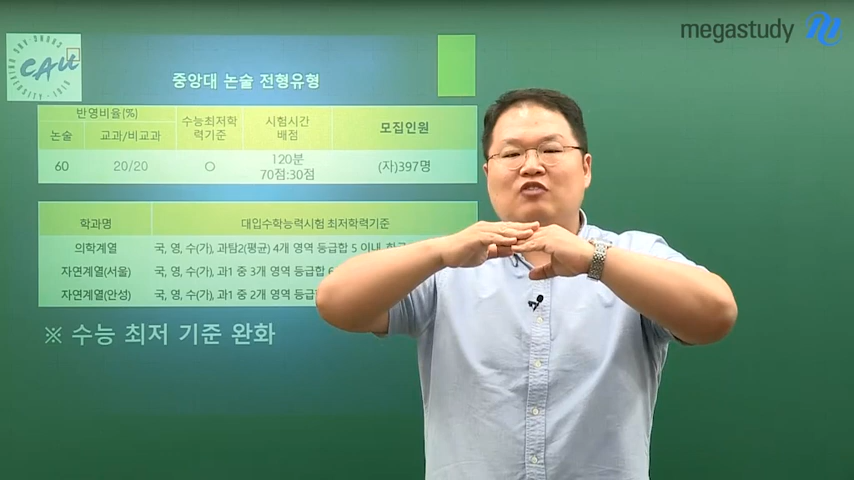 megastudy
CAU
중앙대 논술 전형유형
반영비율(%)
논술
교과/비교과
수능최저학
력기준
시험시간
배점
모집인원
60
20/20
O
120분
70점:30점
(자)397명
학과명
대입수학능력시험 최저학력기준
의학계열
국, 영, 수(가), 과탐2(평균) 4개 영역 등급합 5 이내,
자연계열(서울)
국, 영, 수(가), 과1 중 3개 영역 등급합
자연계열(안성)
국, 영, 수(가), 과1 중 2개 영역 등급합
※ 수능 최저 기준 완화